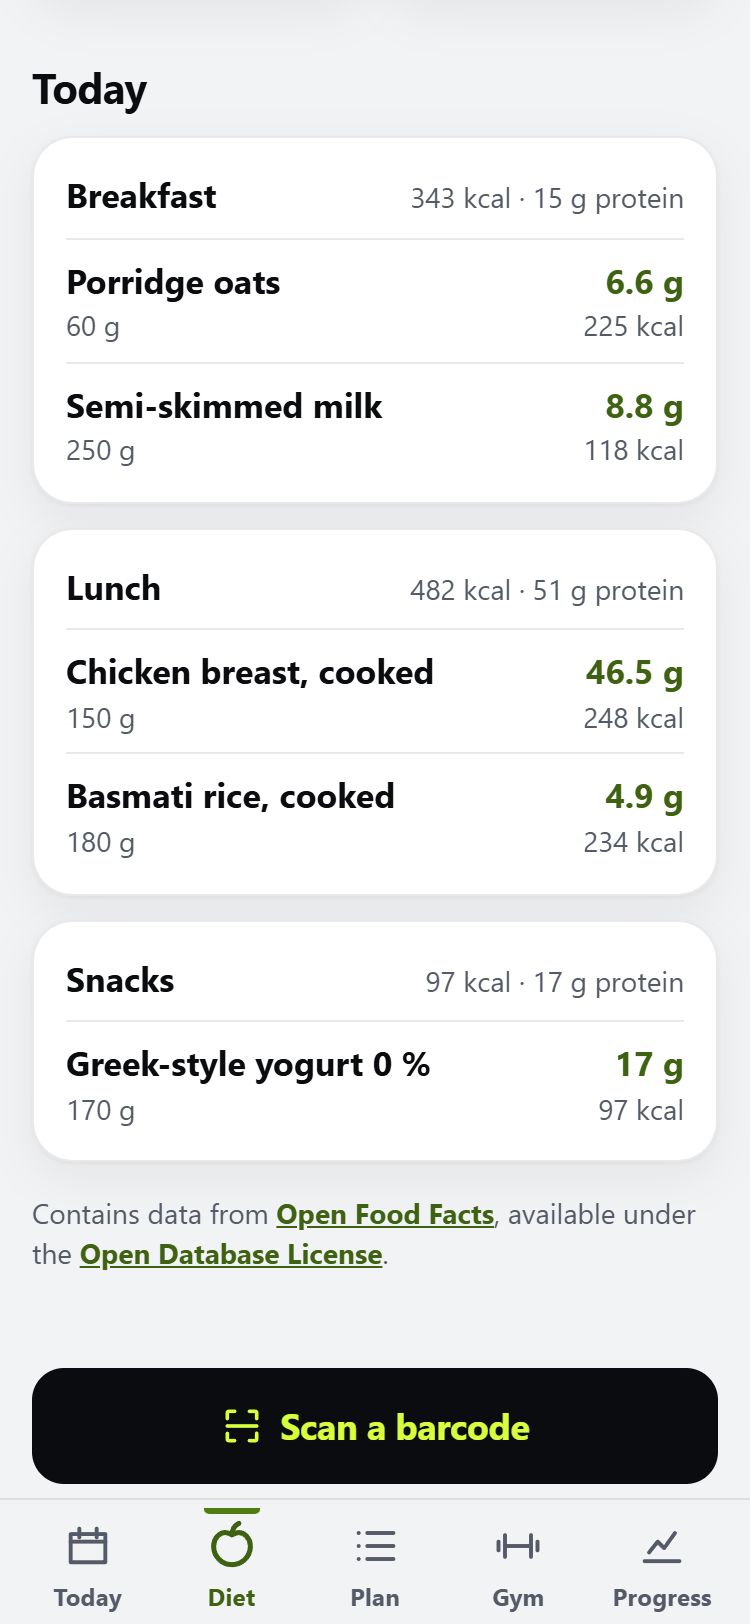 Today
Breakfast
343 kcal · 15 g protein
Porridge oats
6.6 g
60 g
225 kcal
Semi-skimmed milk
8.8 g
250 g
118 kcal
Lunch
482 kcal · 51 g protein
Chicken breast, cooked
46.5 g
150 g
248 kcal
Basmati rice, cooked
4.9 g
180 g
234 kcal
Snacks
97 kcal · 17 g protein
Greek-style yogurt 0 %
17 g
170 g
97 kcal
Contains data from Open Food Facts, available under
the Open Database License.
Scan a barcode
Today
Diet
Plan
Gym
Progress